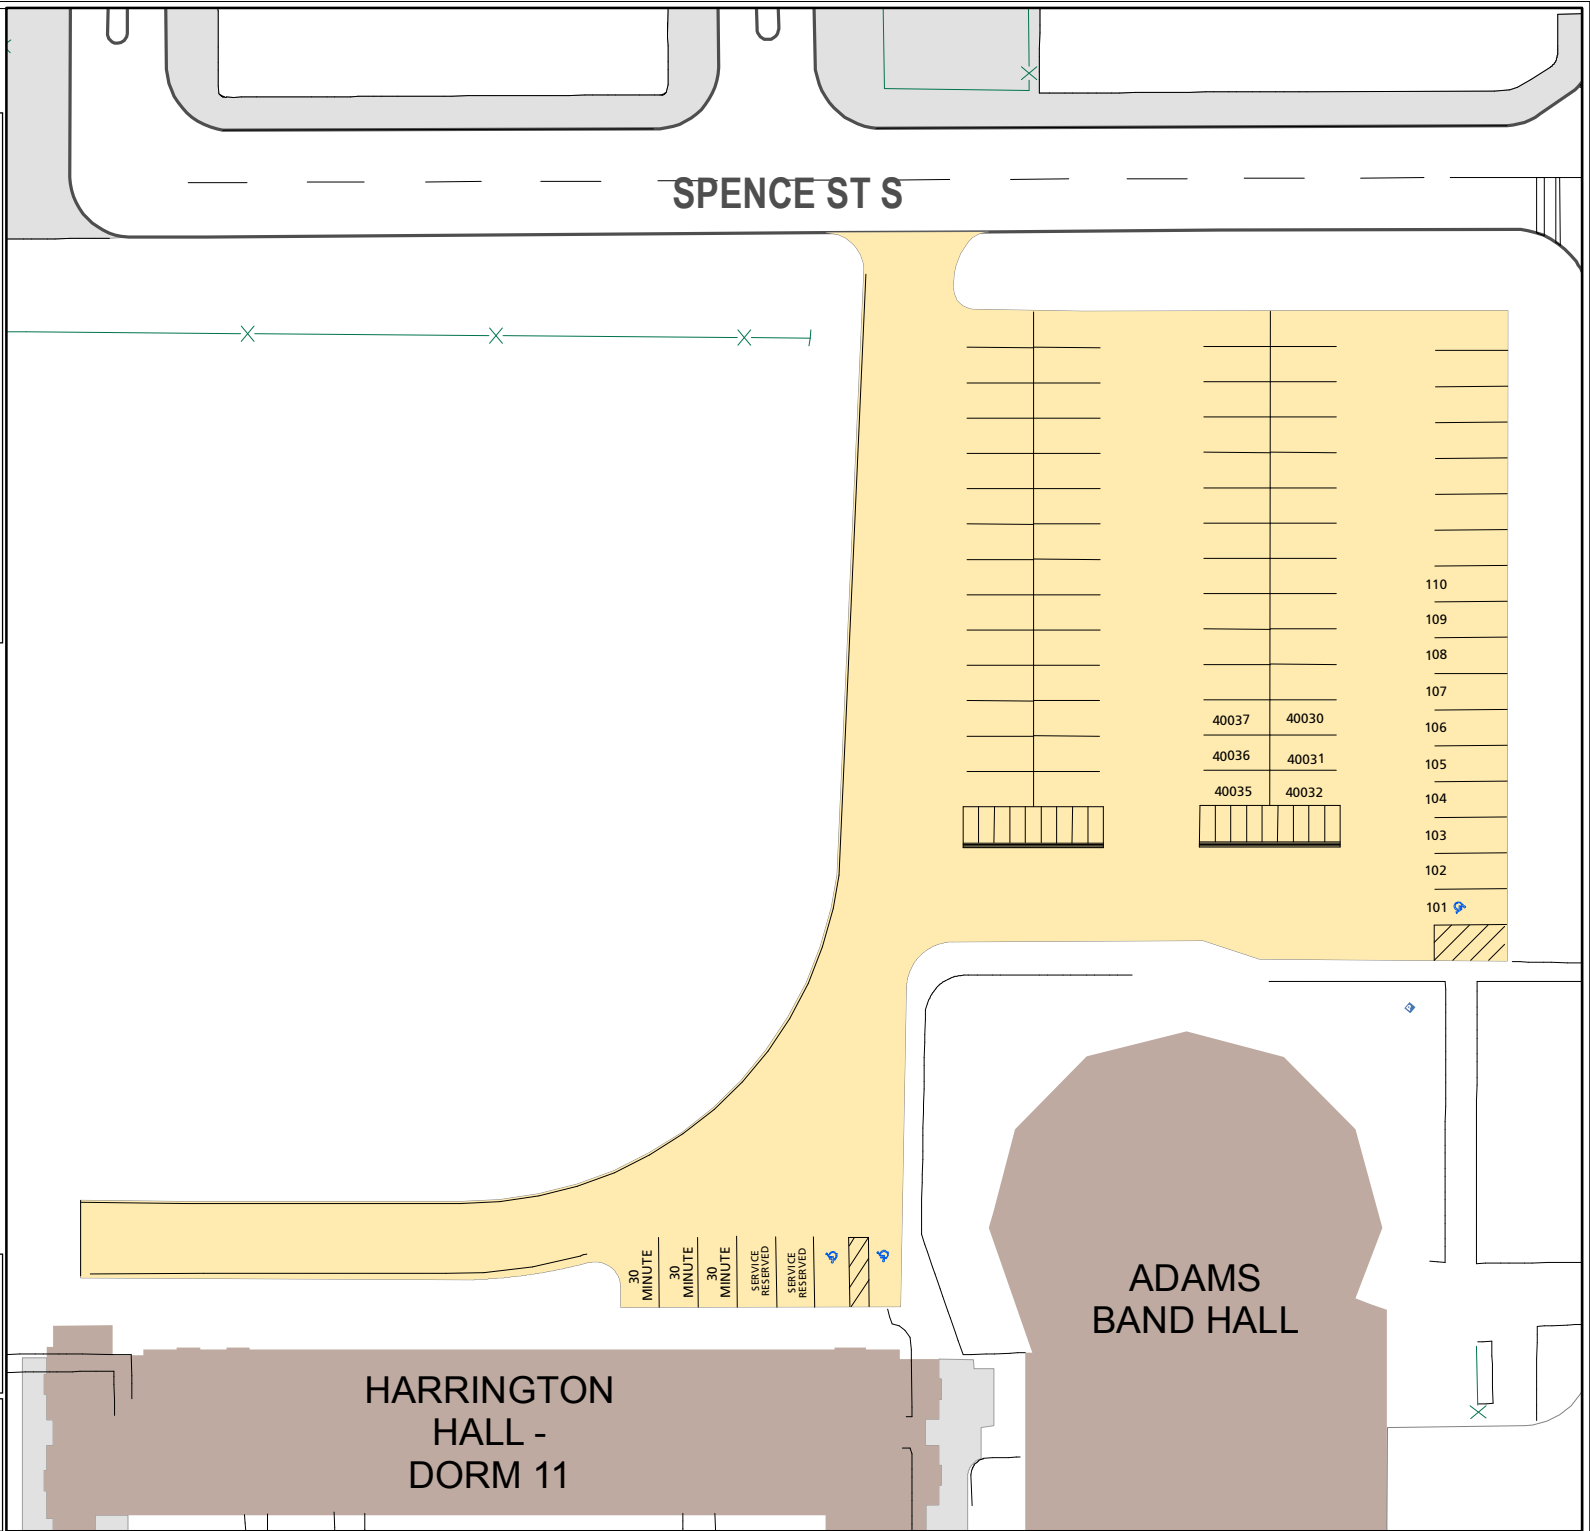 SPENCE ST S
110
109
108
107
40037
40030
106
40036
40031
105
40035
40032
104
103
102
101
30
MINUTE
30
MINUTE
30
MINUTE
SERVICE
RESERVED
SERVICE
RESERVED
ADAMS
BAND HALL
HARRINGTON
HALL -
DORM 11